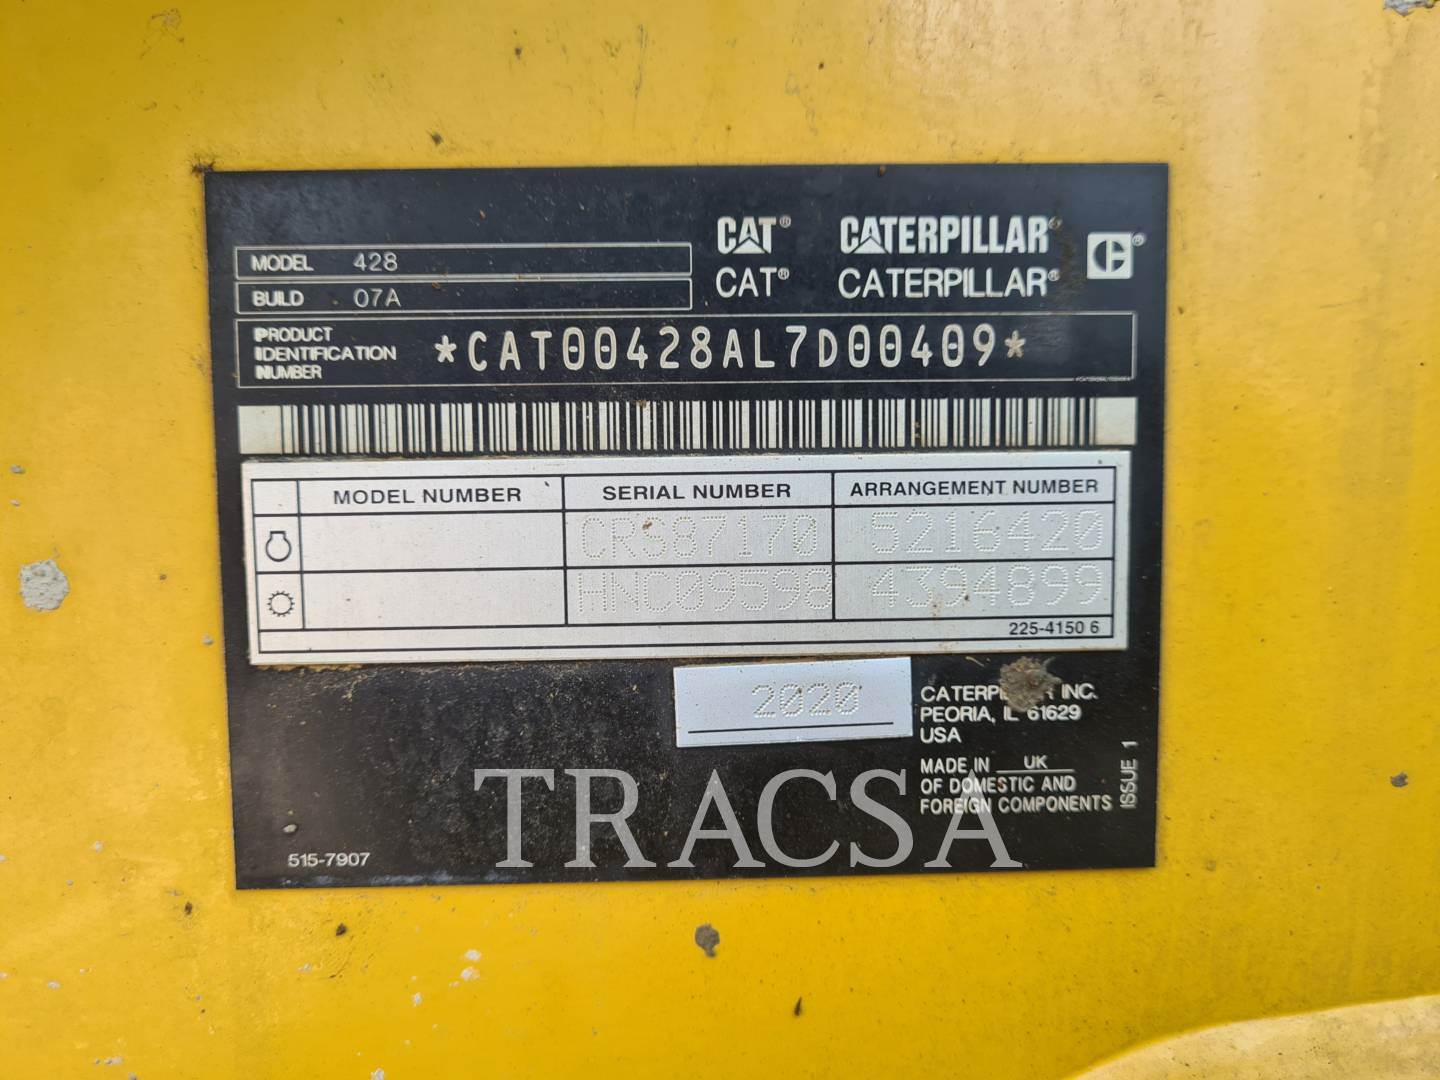 CAT® CATERPILLAR®
CAT® CATERPILLAR®
MODEL 428
BUILD 07A
PRODUCT IDENTIFICATION NUMBER *CAT00428AL7D00409*
MODEL NUMBER SERIAL NUMBER ARRANGEMENT NUMBER
CRS87170 5216420
HNC09598 4394899
225-4150 6
2020
CATERPILLAR INC.
PEORIA, IL 61629
USA
MADE IN UK
OF DOMESTIC AND
FOREIGN COMPONENTS
ISSUE 1
515-7907
TRACSA